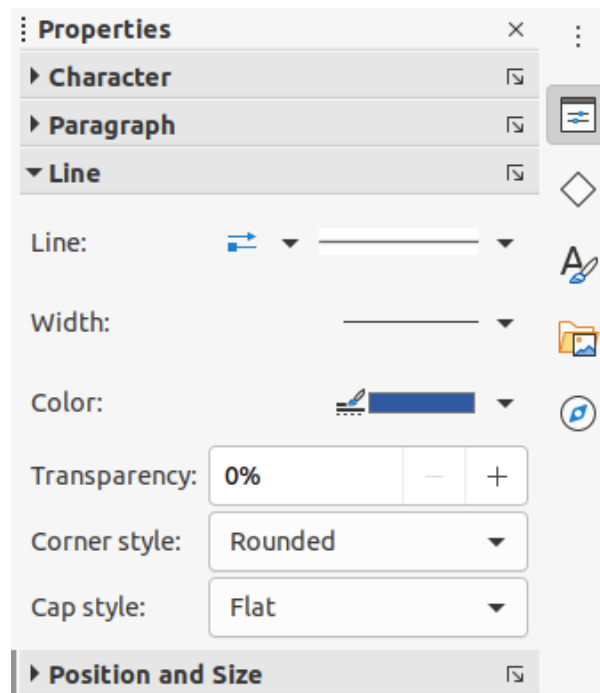 Properties
Character
Paragraph
Line
Line:
Width:
Color:
Transparency: 0%
Corner style: Rounded
Cap style: Flat
Position and Size